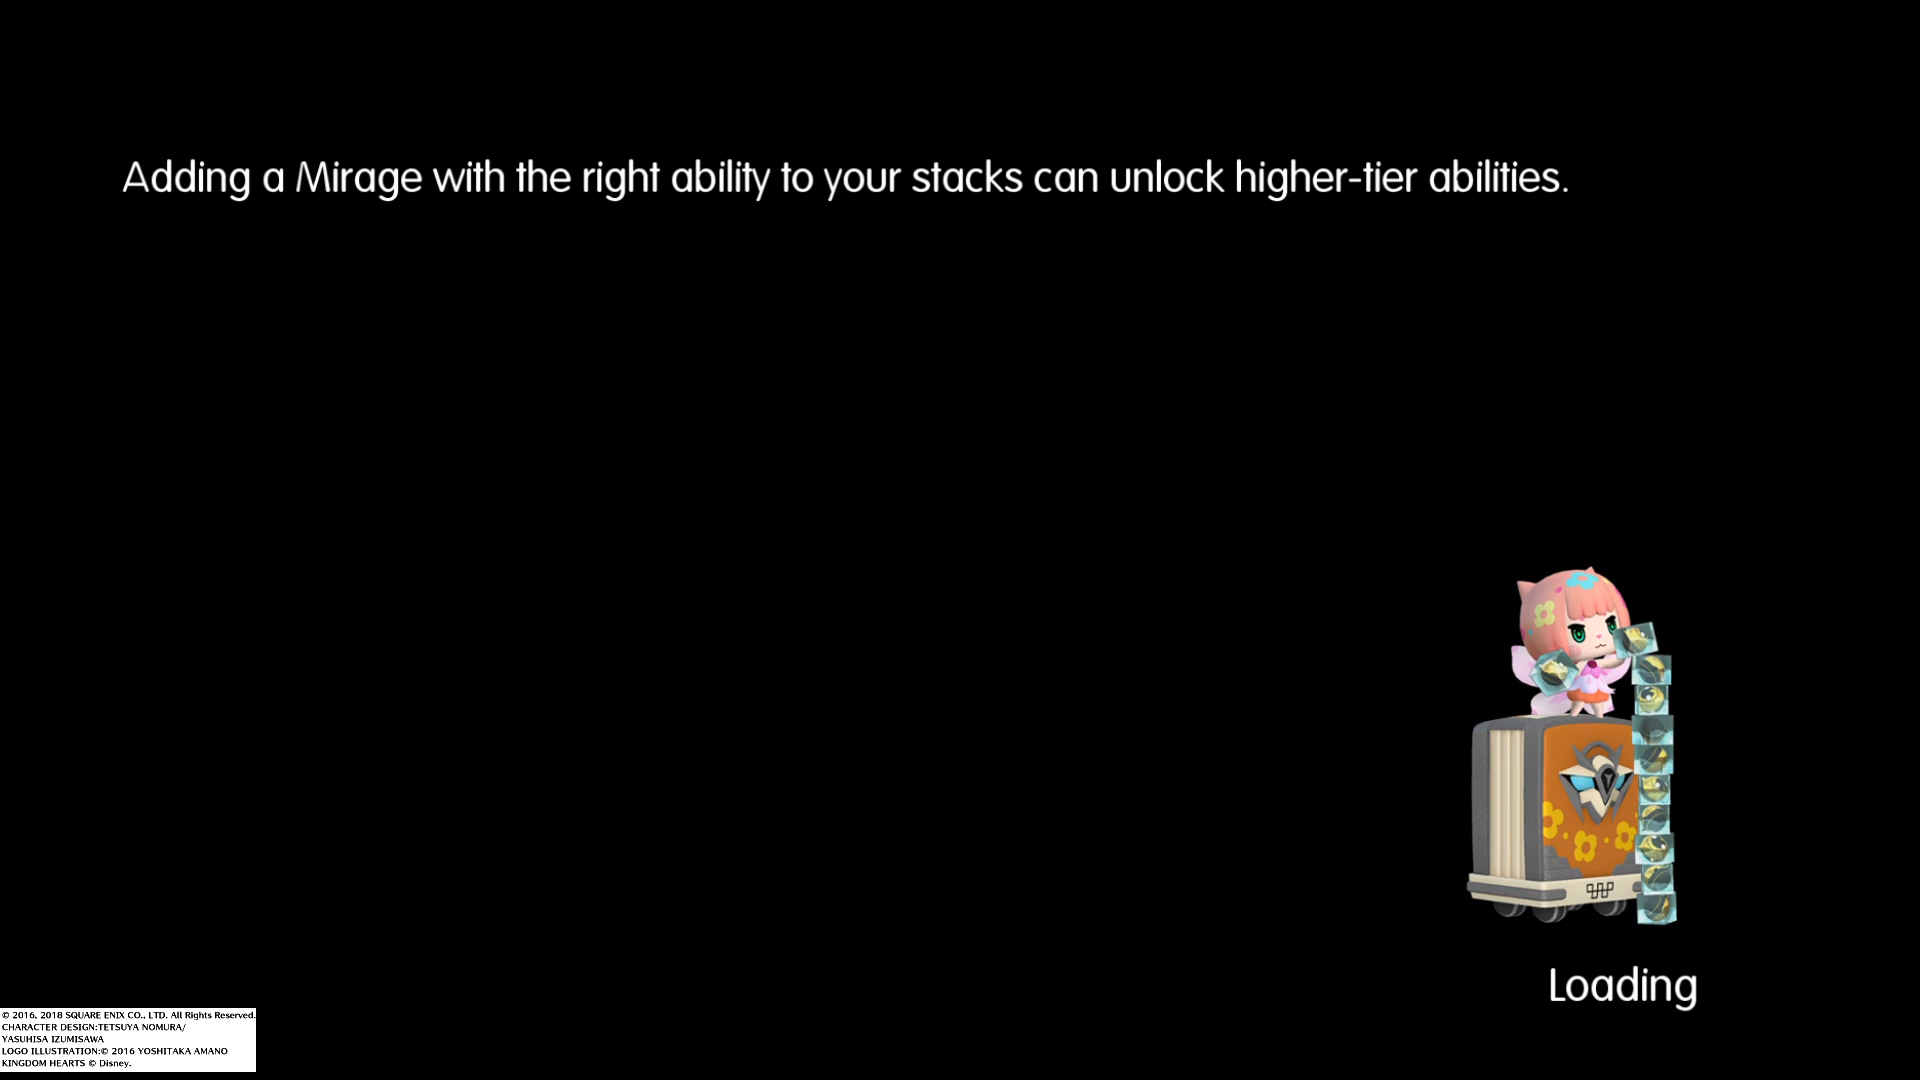 Adding a Mirage with the right ability to your stacks can unlock higher-tier abilities.
Loading
© 2016, 2018 SQUARE ENIX CO., LTD. All Rights Reserved.
CHARACTER DESIGN:TETSUYA NOMURA/
YASUHISA IZUMISAWA
LOGO ILLUSTRATION:© 2016 YOSHITAKA AMANO
KINGDOM HEARTS © Disney.